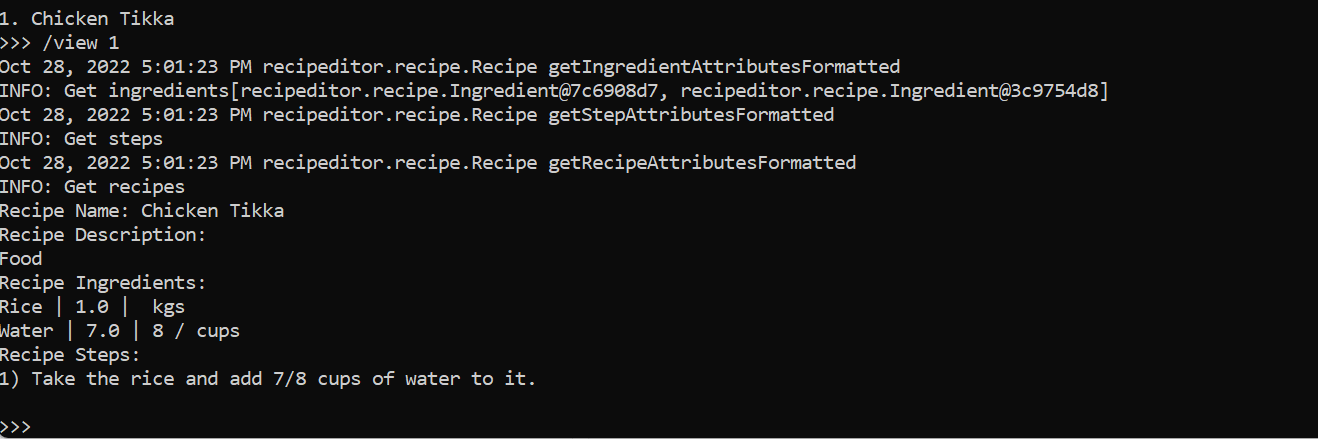 1. Chicken Tikka
>>> /view 1
Oct 28, 2022 5:01:23 PM recipeditor.recipe.Recipe getIngredientAttributesFormatted
INFO: Get ingredients[recipeditor.recipe.Ingredient@7c6908d7, recipeditor.recipe.Ingredient@3c9754d8]
Oct 28, 2022 5:01:23 PM recipeditor.recipe.Recipe getStepAttributesFormatted
INFO: Get steps
Oct 28, 2022 5:01:23 PM recipeditor.recipe.Recipe getRecipeAttributesFormatted
INFO: Get recipes
Recipe Name: Chicken Tikka
Recipe Description:
Food
Recipe Ingredients:
Rice | 1.0 |  kgs
Water | 7.0 | 8 / cups
Recipe Steps:
1) Take the rice and add 7/8 cups of water to it.
>>>